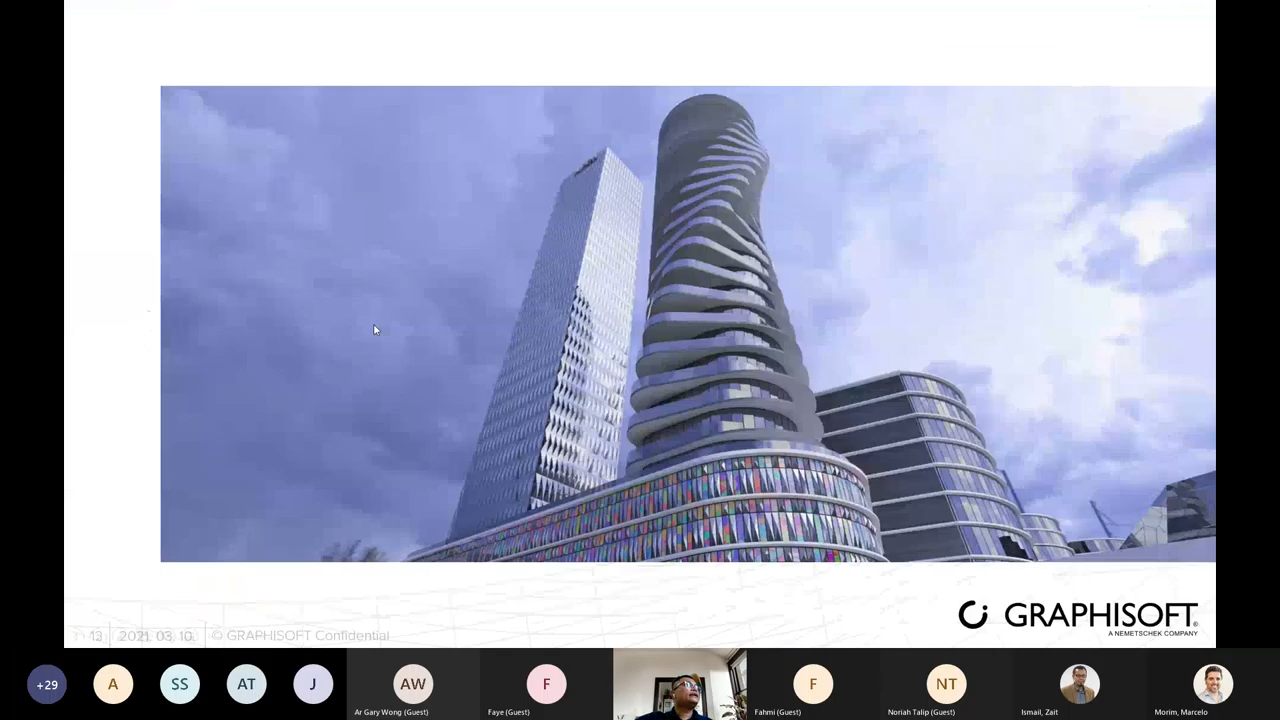 12 2021. 03. 10. © GRAPHISOFT Confidential
GRAPHISOFT®
A NEMETSCHEK COMPANY
+29 A SS AT J AW F F NT
Ar Gary Wong (Guest) Faye (Guest) Fahmi (Guest) Noriah Talip (Guest) Ismail, Zait Morim, Marcelo